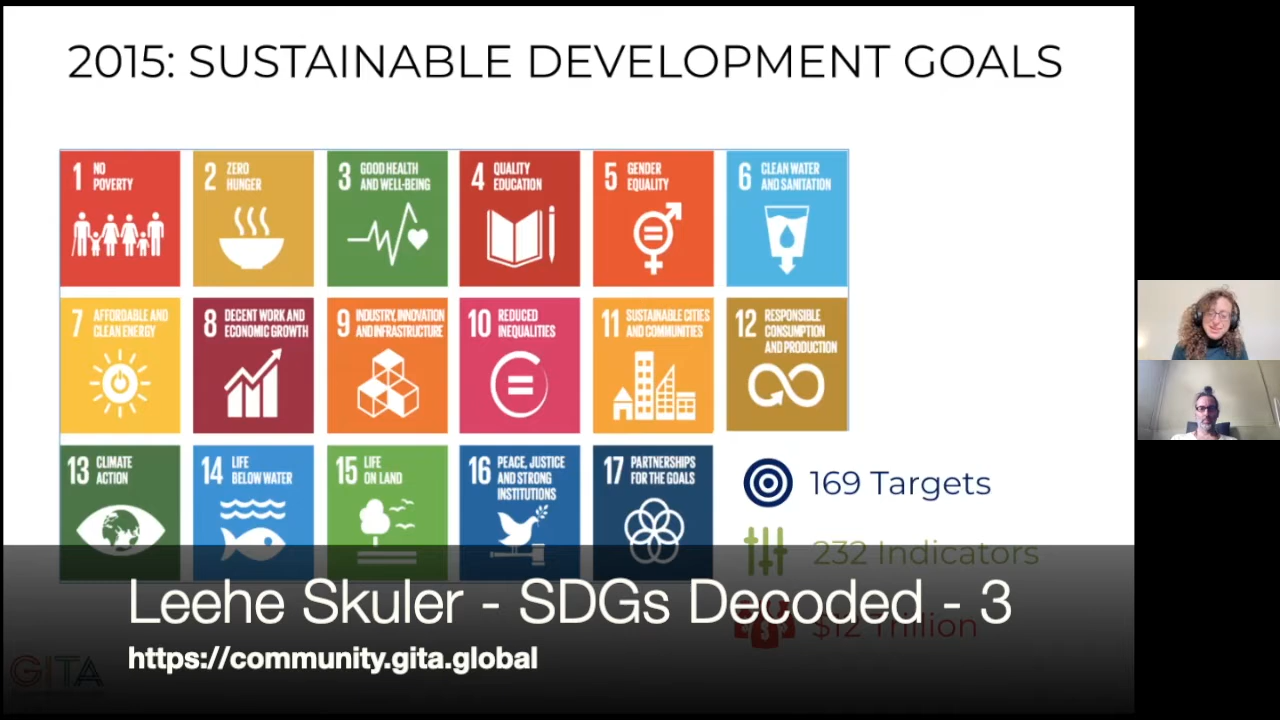 2015: SUSTAINABLE DEVELOPMENT GOALS
1 NO
POVERTY
2 ZERO
HUNGER
3 GOOD HEALTH
AND WELL-BEING
4 QUALITY
EDUCATION
5 GENDER
EQUALITY
6 CLEAN WATER
AND SANITATION
7 AFFORDABLE AND
CLEAN ENERGY
8 DECENT WORK AND
ECONOMIC GROWTH
9 INDUSTRY, INNOVATION
AND INFRASTRUCTURE
10 REDUCED
INEQUALITIES
11 SUSTAINABLE CITIES
AND COMMUNITIES
12 RESPONSIBLE
CONSUMPTION
AND PRODUCTION
13 CLIMATE
ACTION
14 LIFE
BELOW WATER
15 LIFE
ON LAND
16 PEACE, JUSTICE
AND STRONG
INSTITUTIONS
17 PARTNERSHIPS
FOR THE GOALS
169 Targets
232 Indicators
$12 Trillion
Leehe Skuler - SDGs Decoded - 3
https://community.gita.global
GITA